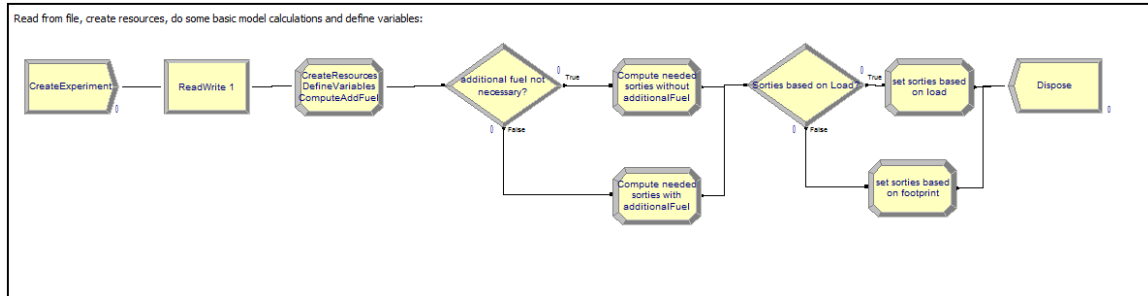 Read from file, create resources, do some basic model calculations and define variables:
CreateExperiment
0
ReadWrite 1
CreateResources
DefineVariables
ComputeAddFuel
additional fuel not
necessary?
0
True
0
False
Compute needed
sorties without
additionalFuel
Compute needed
sorties with
additionalFuel
Sorties based on Load?
0
True
0
False
set sorties based
on load
set sorties based
on footprint
Dispose
0